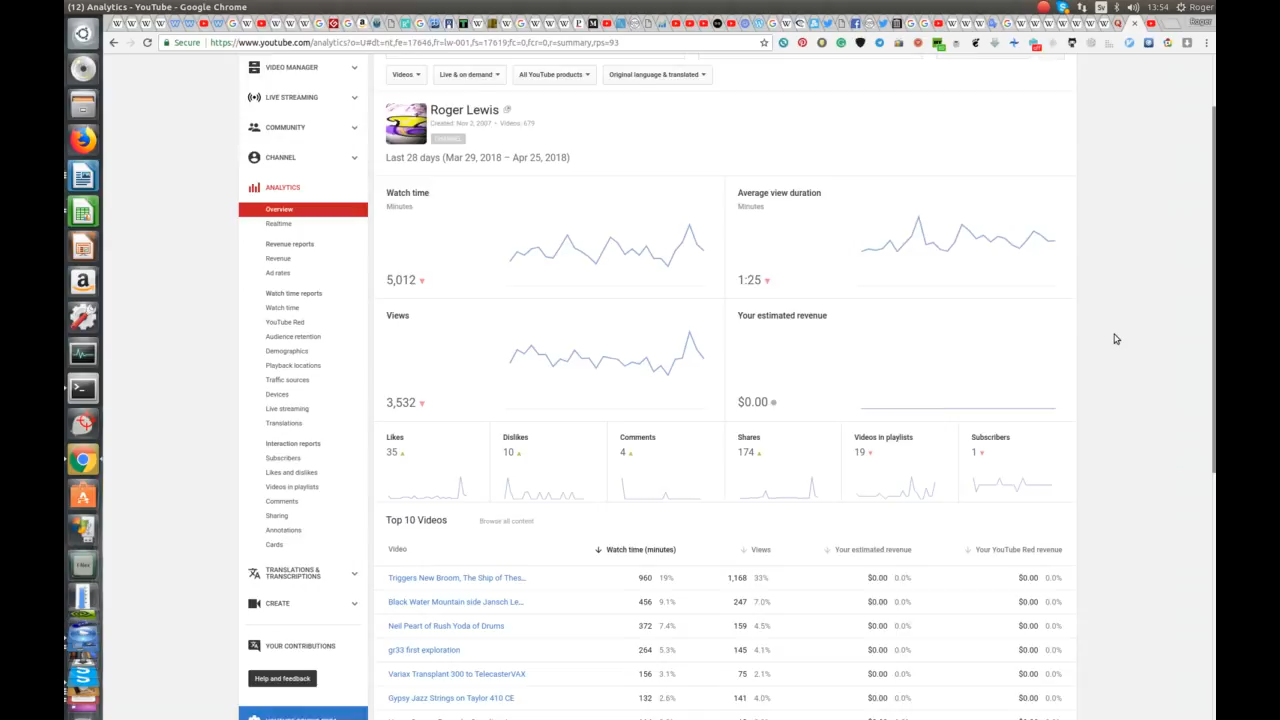 (12) Analytics - YouTube - Google Chrome
Sv
13:54
Roger
Secure
https://www.youtube.com/analytics?o=U#dt=nt,fe=17646,fr=lw-001,fs=17619;fc=0,fcr=0,r=summary,rps=93
VIDEO MANAGER
LIVE STREAMING
COMMUNITY
CHANNEL
ANALYTICS
Overview
Realtime
Revenue reports
Revenue
Ad rates
Watch time reports
Watch time
YouTube Red
Audience retention
Demographics
Playback locations
Traffic sources
Devices
Live streaming
Translations
Interaction reports
Subscribers
Likes and dislikes
Videos in playlists
Comments
Sharing
Annotations
Cards
TRANSLATIONS &
TRANSCRIPTIONS
CREATE
YOUR CONTRIBUTIONS
Help and feedback
Videos
Live & on demand
All YouTube products
Original language & translated
Roger Lewis
Created: Nov 2, 2007 • Videos: 679
CHANNEL
Last 28 days (Mar 29, 2018 – Apr 25, 2018)
Watch time
Minutes
5,012
Average view duration
Minutes
1:25
Views
3,532
Your estimated revenue
$0.00
Likes
35
Dislikes
10
Comments
4
Shares
174
Videos in playlists
19
Subscribers
1
Top 10 Videos
Browse all content
Video Watch time (minutes) Views Your estimated revenue Your YouTube Red revenue
Triggers New Broom, The Ship of Thes... 960 19% 1,168 33% $0.00 0.0% $0.00 0.0%
Black Water Mountain side Jansch Le... 456 9.1% 247 7.0% $0.00 0.0% $0.00 0.0%
Neil Peart of Rush Yoda of Drums 372 7.4% 159 4.5% $0.00 0.0% $0.00 0.0%
gr33 first exploration 264 5.3% 145 4.1% $0.00 0.0% $0.00 0.0%
Variax Transplant 300 to TelecasterVAX 156 3.1% 75 2.1% $0.00 0.0% $0.00 0.0%
Gypsy Jazz Strings on Taylor 410 CE 132 2.6% 141 4.0% $0.00 0.0% $0.00 0.0%